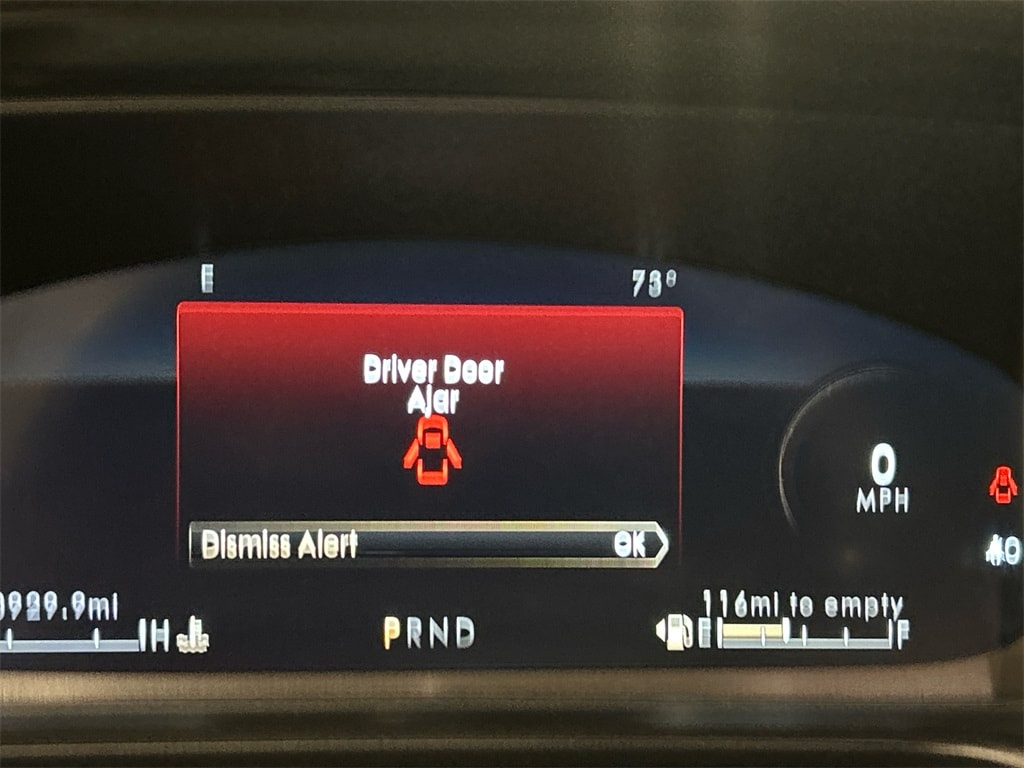 E 73°
Driver Door
Ajar
Dismiss Alert OK
0
MPH
929.9mi
116mi to empty
H
PRND
E F